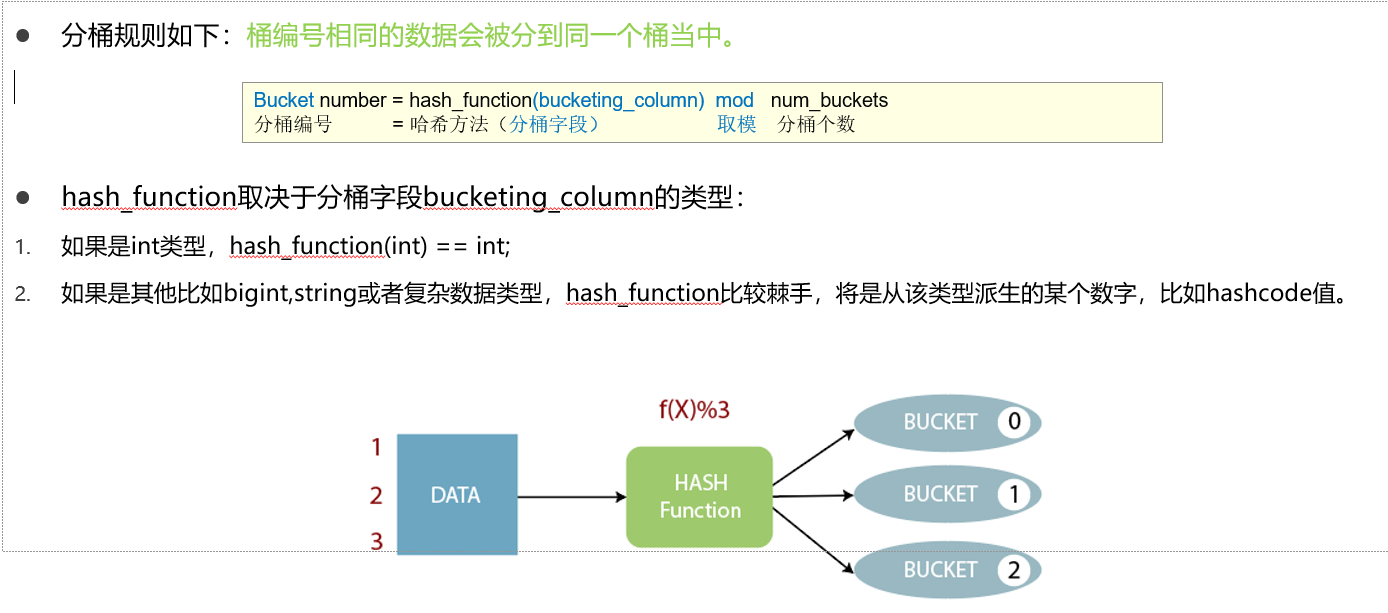 ● 分桶规则如下：桶编号相同的数据会被分到同一个桶当中。
Bucket number = hash_function(bucketing_column) mod num_buckets
分桶编号 = 哈希方法（分桶字段） 取模 分桶个数
● hash_function取决于分桶字段bucketing_column的类型：
1. 如果是int类型，hash_function(int) == int;
2. 如果是其他比如bigint,string或者复杂数据类型，hash_function比较棘手，将是从该类型派生的某个数字，比如hashcode值。
f(X)%3
1
2
3
DATA
HASH
Function
BUCKET 0
BUCKET 1
BUCKET 2